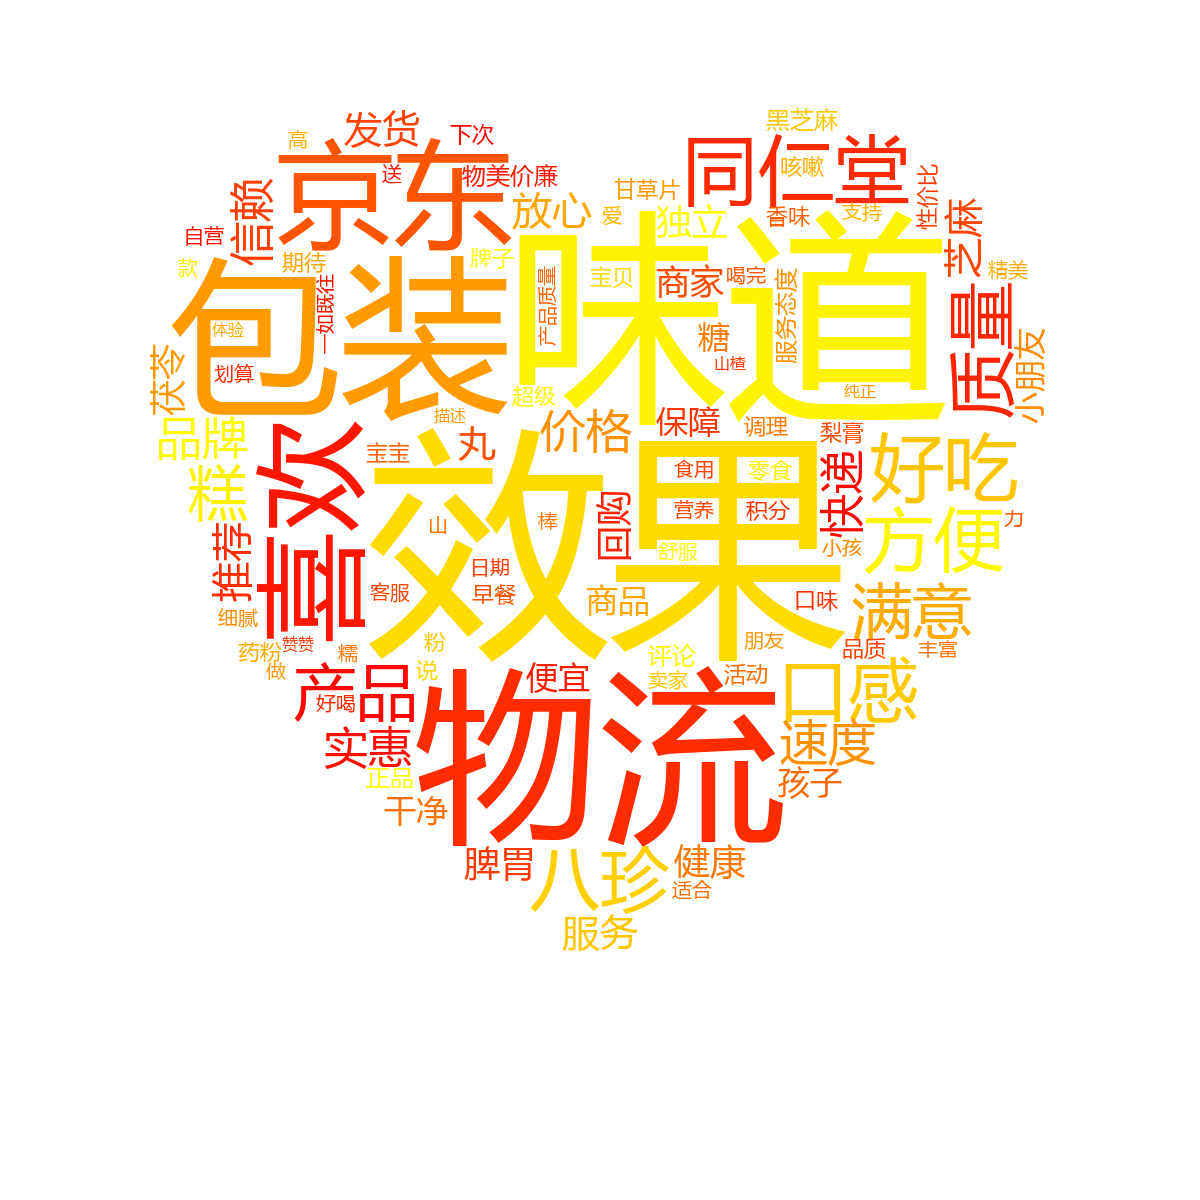 高
发货
下次
黑芝麻
京东
送
物美价廉
同仁堂
咳嗽
信赖
放心
甘草片
爱
独立
香味
支持
性价比
芝麻
自营
款
期待
一如既往
牌子
产品质量
宝贝
味道
商家
喝完
服务态度
精美
包装
体验
划算
糖
山楂
质量
小朋友
茯苓
超级
描述
纯正
品牌
糕
喜欢
宝宝
丸
价格
保障
调理
梨膏
好吃
效果
食用
零食
营养
积分
快递
方便
力
山
棒
回购
舒服
小孩
推荐
日期
早餐
客服
商品
口味
满意
细腻
药粉
赞赞
做
糯
粉
说
评论
卖家
朋友
活动
品质
丰富
产品
好喝
便宜
口感
物流
实惠
正品
速度
孩子
干净
脾胃
八珍
健康
适合
服务